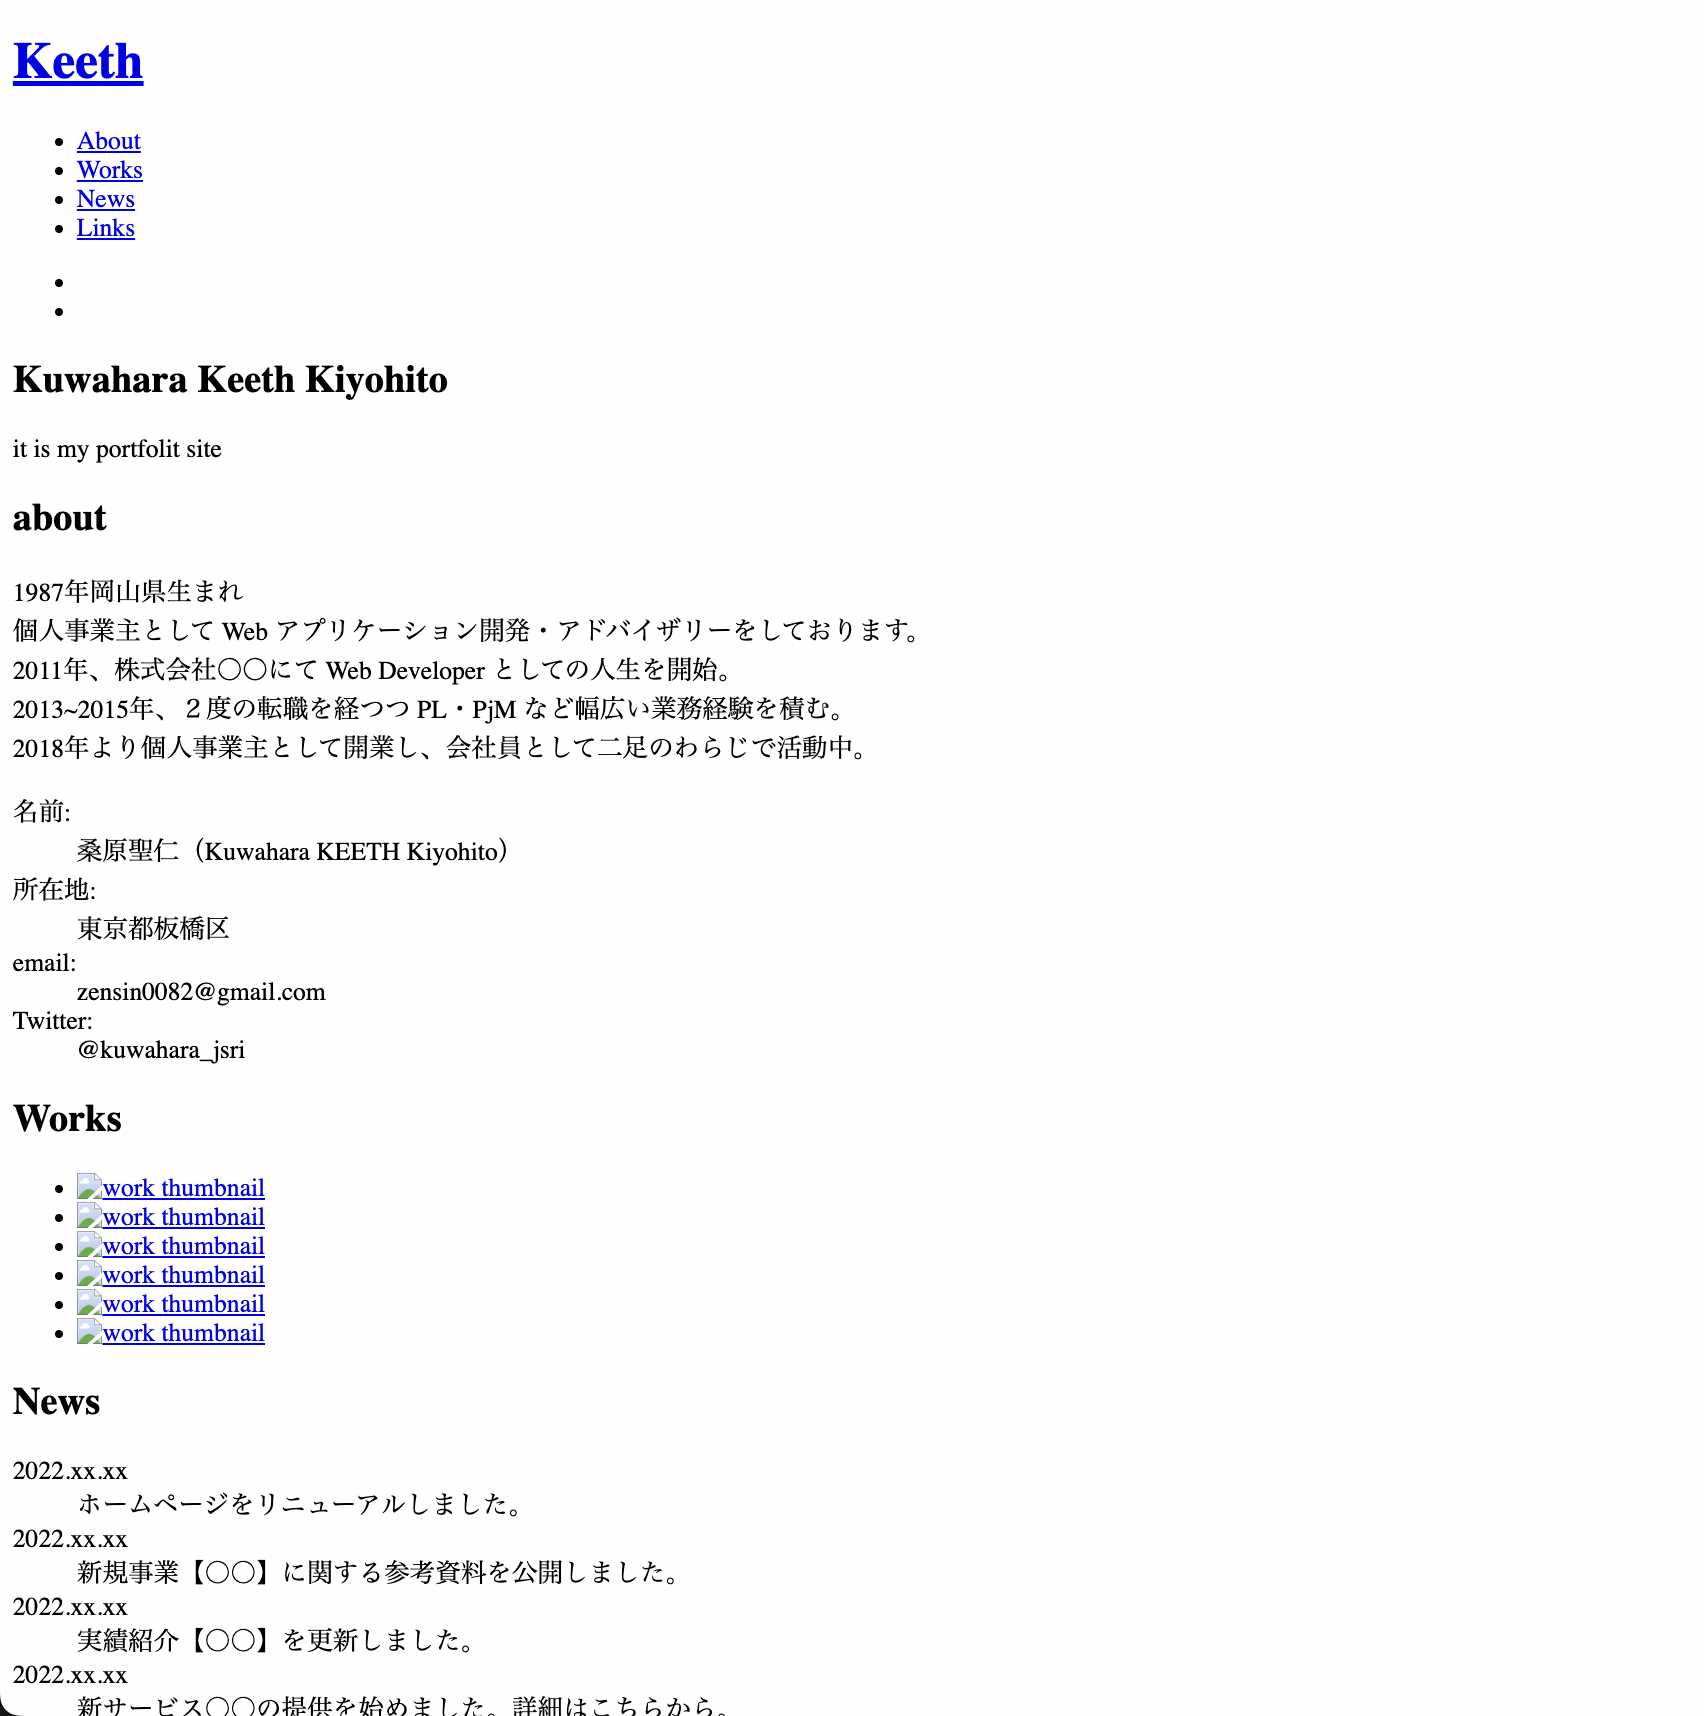 Keeth
About
Works
News
Links
Kuwahara Keeth Kiyohito
it is my portfolit site
about
1987年岡山県生まれ
個人事業主として Web アプリケーション開発・アドバイザリーをしております。
2011年、株式会社〇〇にて Web Developer としての人生を開始。
2013~2015年、２度の転職を経つつ PL・PjM など幅広い業務経験を積む。
2018年より個人事業主として開業し、会社員として二足のわらじで活動中。
名前:
桑原聖仁（Kuwahara KEETH Kiyohito）
所在地:
東京都板橋区
email:
zensin0082@gmail.com
Twitter:
@kuwahara_jsri
Works
work thumbnail
work thumbnail
work thumbnail
work thumbnail
work thumbnail
work thumbnail
News
2022.xx.xx
ホームページをリニューアルしました。
2022.xx.xx
新規事業【〇〇】に関する参考資料を公開しました。
2022.xx.xx
実績紹介【〇〇】を更新しました。
2022.xx.xx
新サービス〇〇の提供を始めました。詳細はこちらから。